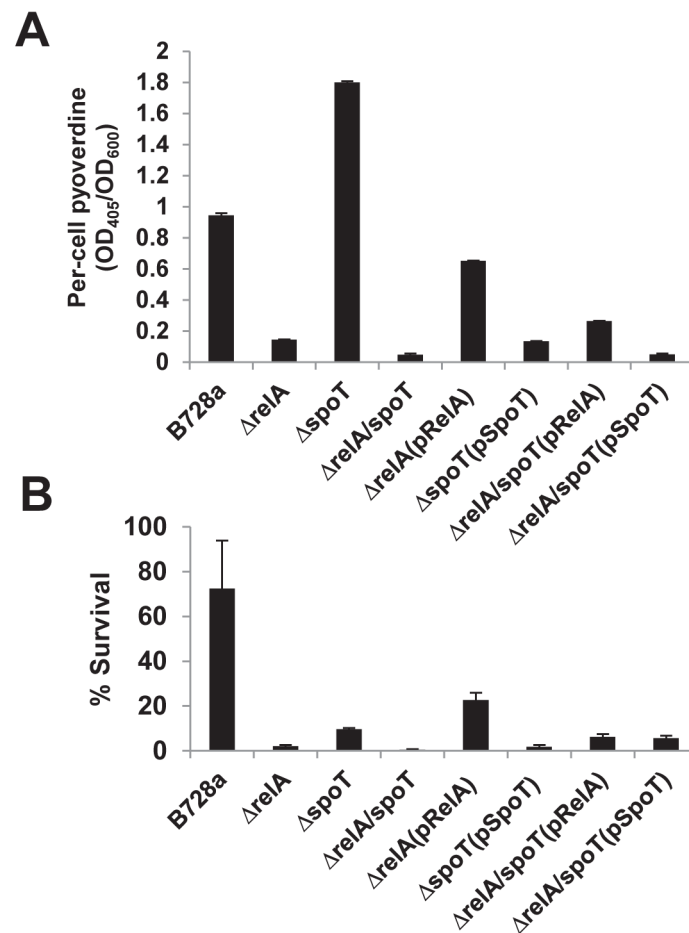 A
Per-cell pyoverdine
(OD405/OD600)
2
1.8
1.6
1.4
1.2
1
0.8
0.6
0.4
0.2
0
B728a
ΔrelA
ΔspoT
ΔrelA/spoT
ΔrelA(pRelA)
ΔspoT(pSpoT)
ΔrelA/spoT(pRelA)
ΔrelA/spoT(pSpoT)
B
% Survival
100
80
60
40
20
0
B728a
ΔrelA
ΔspoT
ΔrelA/spoT
ΔrelA(pRelA)
ΔspoT(pSpoT)
ΔrelA/spoT(pRelA)
ΔrelA/spoT(pSpoT)